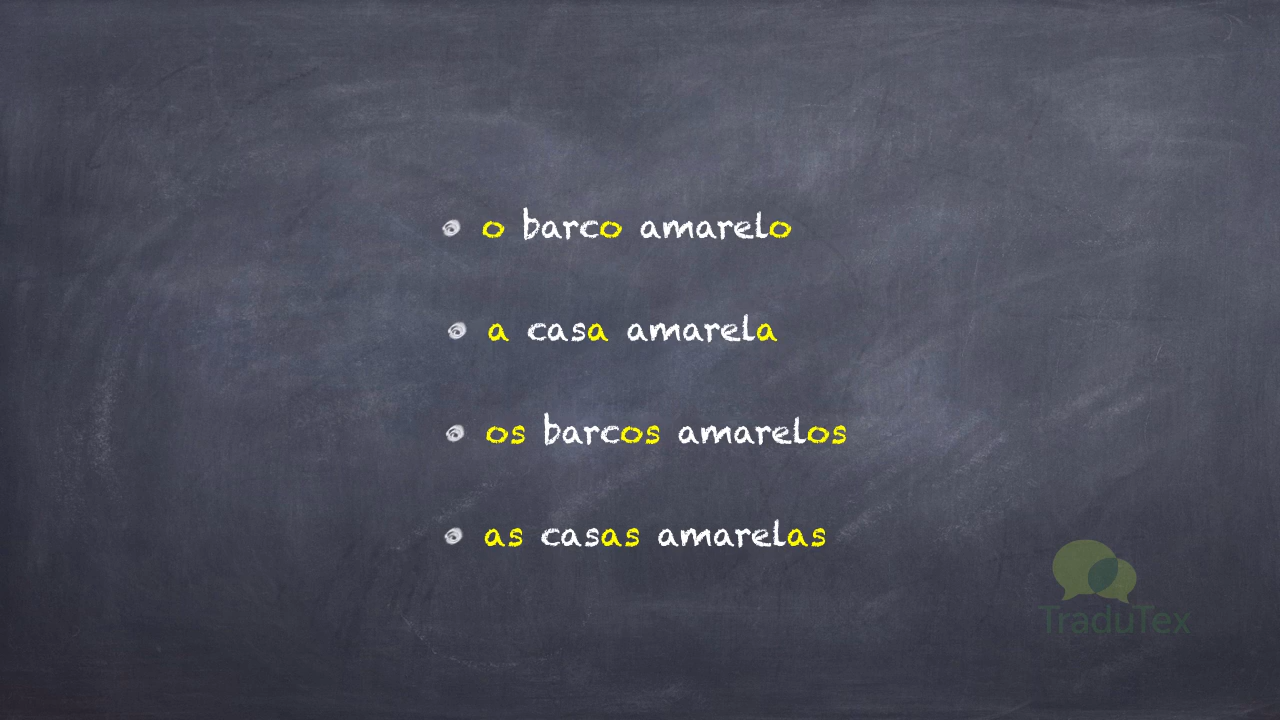 o barco amarelo
a casa amarela
os barcos amarelos
as casas amarelas
TraduTex